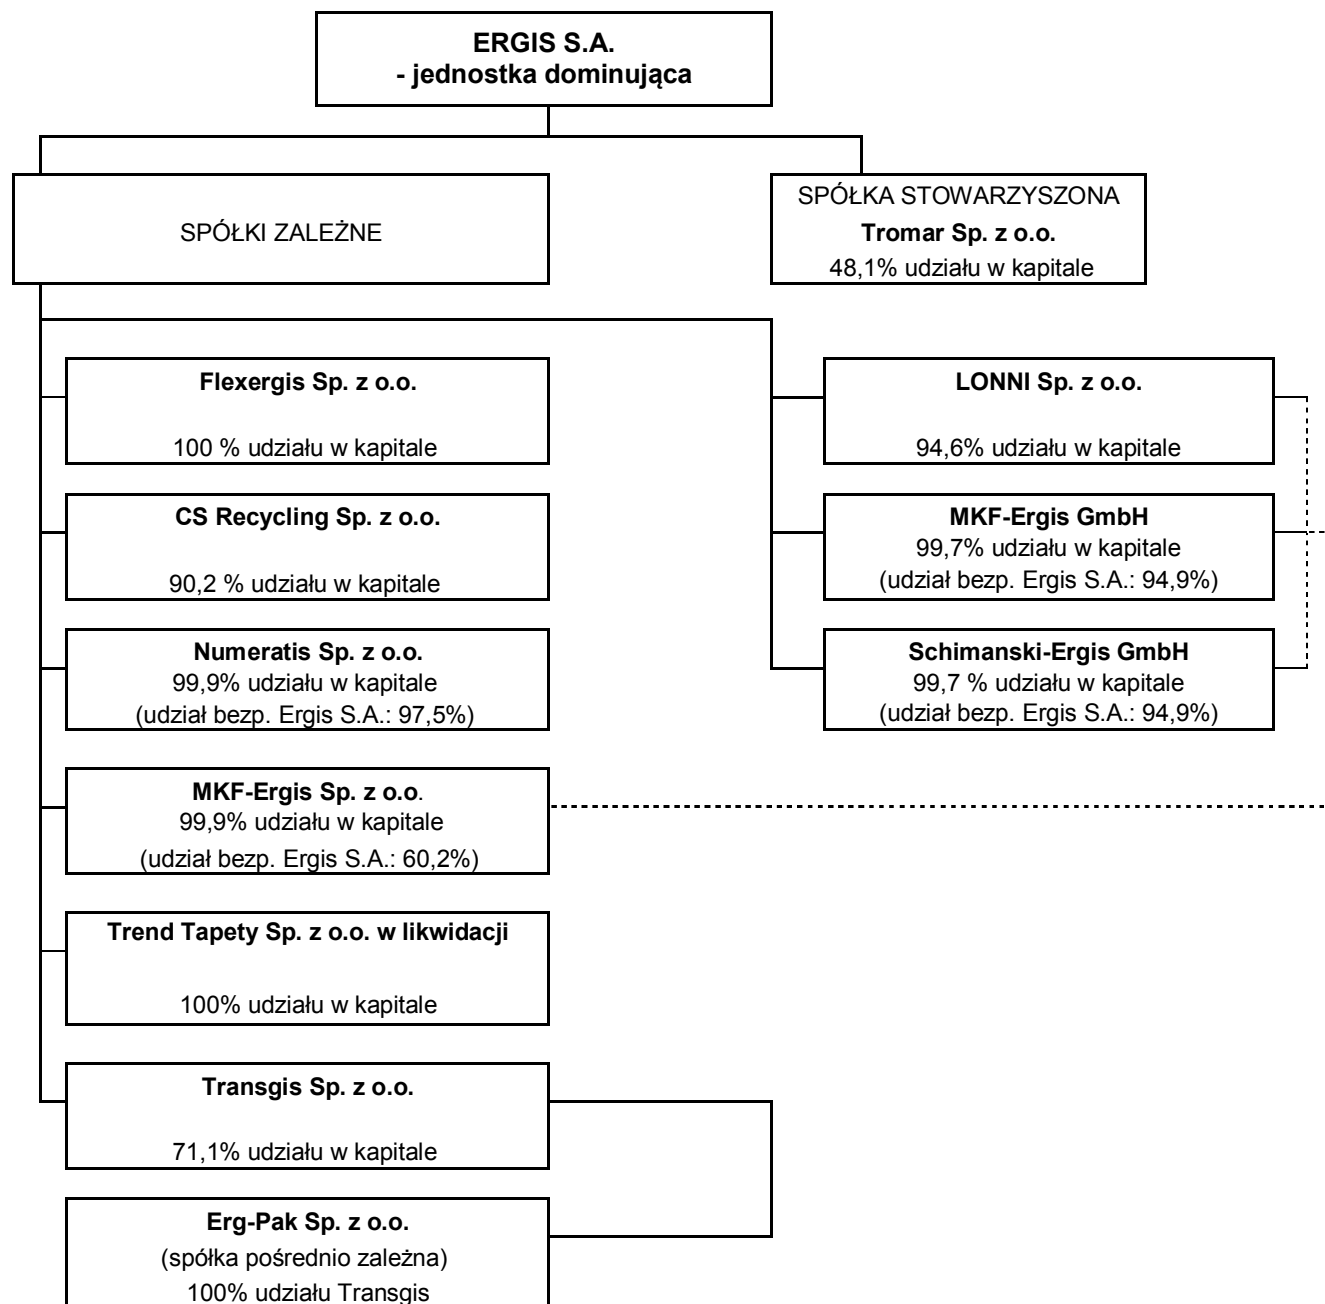 ERGIS S.A.
- jednostka dominująca
SPÓŁKI ZALEŻNE
SPÓŁKA STOWARZYSZONA
Tromar Sp. z o.o.
48,1% udziału w kapitale
Flexergis Sp. z o.o.
100 % udziału w kapitale
CS Recycling Sp. z o.o.
90,2 % udziału w kapitale
Numeratis Sp. z o.o.
99,9% udziału w kapitale
(udział bezp. Ergis S.A.: 97,5%)
MKF-Ergis Sp. z o.o.
99,9% udziału w kapitale
(udział bezp. Ergis S.A.: 60,2%)
Trend Tapety Sp. z o.o. w likwidacji
100% udziału w kapitale
Transgis Sp. z o.o.
71,1% udziału w kapitale
Erg-Pak Sp. z o.o.
(spółka pośrednio zależna)
100% udziału Transgis
LONNI Sp. z o.o.
94,6% udziału w kapitale
MKF-Ergis GmbH
99,7% udziału w kapitale
(udział bezp. Ergis S.A.: 94,9%)
Schimanski-Ergis GmbH
99,7 % udziału w kapitale
(udział bezp. Ergis S.A.: 94,9%)